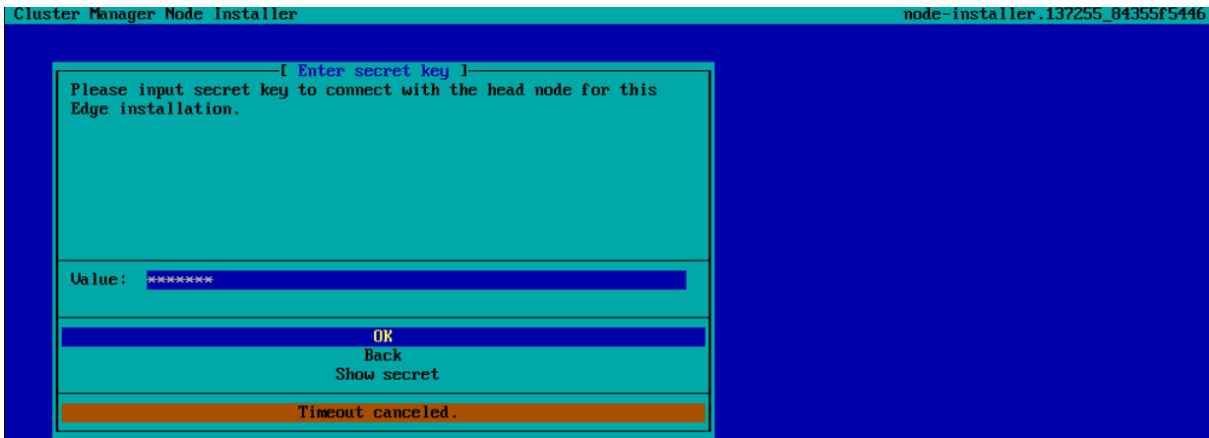 Cluster Manager Node Installer
node-installer.137255_84355f5446
[ Enter secret key ]
Please input secret key to connect with the head node for this
Edge installation.
Value: *******
OK
Back
Show secret
Timeout canceled.